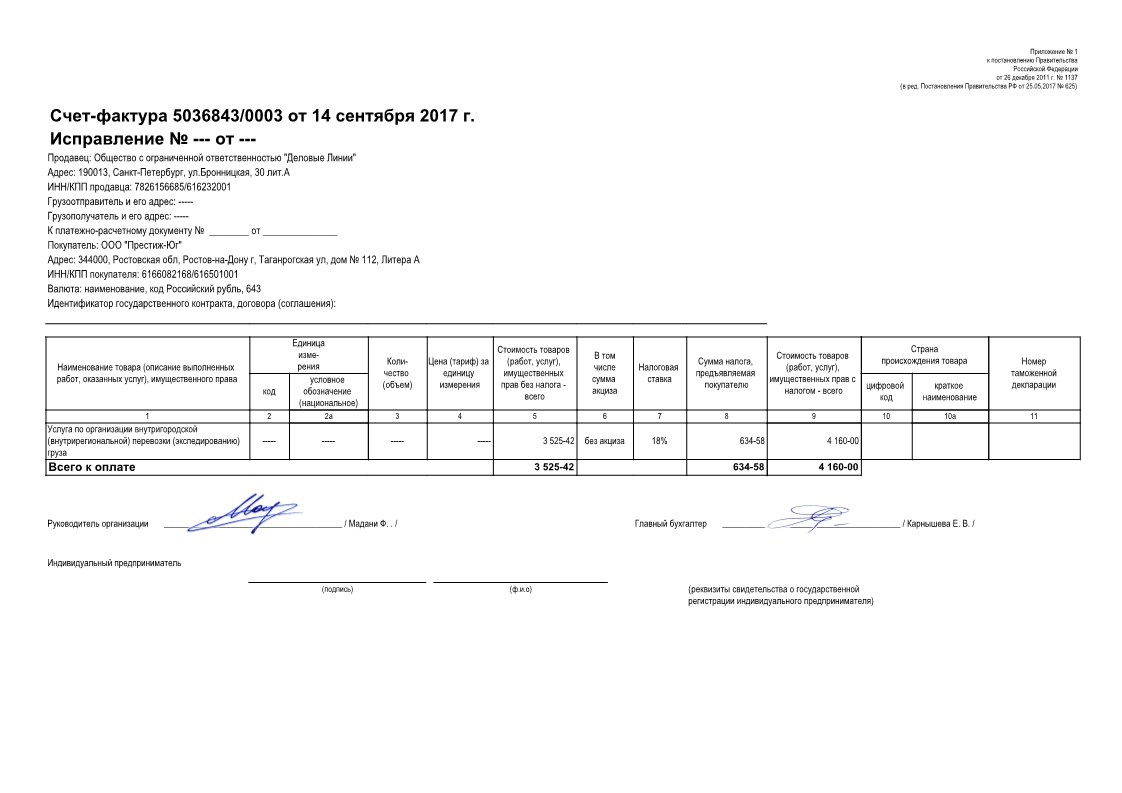 Приложение № 1
к постановлению Правительства
Российской Федерации
от 26 декабря 2011 г. № 1137
(в ред. Постановления Правительства РФ от 25.05.2017 № 625)
Счет-фактура 5036843/0003 от 14 сентября 2017 г.
Исправление № --- от ---
Продавец: Общество с ограниченной ответственностью "Деловые Линии"
Адрес: 190013, Санкт-Петербург, ул.Бронницкая, 30 лит.А
ИНН/КПП продавца: 7826156685/616232001
Грузоотправитель и его адрес: -----
Грузополучатель и его адрес: -----
К платежно-расчетному документу № ________ от _______________
Покупатель: ООО "Престиж-Юг"
Адрес: 344000, Ростовская обл, Ростов-на-Дону г, Таганрогская ул, дом № 112, Литера А
ИНН/КПП покупателя: 6166082168/616501001
Валюта: наименование, код Российский рубль, 643
Идентификатор государственного контракта, договора (соглашения):
Наименование товара (описание выполненных
работ, оказанных услуг), имущественного права
Единица
изме-
рения
код
условное
обозначение
(национальное)
Коли-
чество
(объем)
Цена (тариф) за
единицу
измерения
Стоимость товаров
(работ, услуг),
имущественных
прав без налога -
всего
В том
числе
сумма
акциза
Налоговая
ставка
Сумма налога,
предъявляемая
покупателю
Стоимость товаров
(работ, услуг),
имущественных прав с
налогом - всего
Страна
происхождения товара
цифровой
код
краткое
наименование
Номер
таможенной
декларации
1 2 2а 3 4 5 6 7 8 9 10 10а 11
Услуга по организации внутригородской
(внутрирегиональной) перевозки (экспедированию)
груза
----- ----- ----- ----- 3 525-42 без акциза 18% 634-58 4 160-00
Всего к оплате 3 525-42 634-58 4 160-00
Руководитель организации / Мадани Ф. . / Главный бухгалтер / Карнышева Е. В. /
Индивидуальный предприниматель
(подпись) (ф.и.о) (реквизиты свидетельства о государственной
регистрации индивидуального предпринимателя)